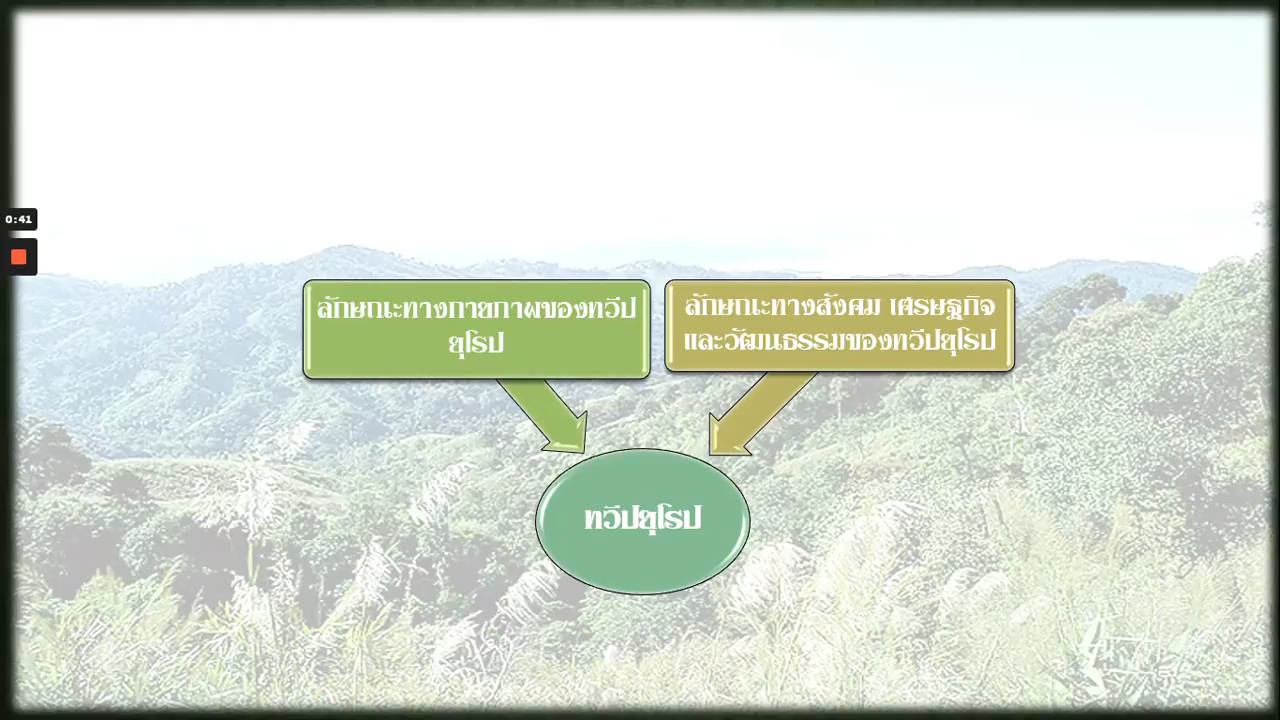 0:41
ลักษณะทางกายภาพของทวีป
ยุโรป
ลักษณะทางสังคม เศรษฐกิจ
และวัฒนธรรมของทวีปยุโรป
ทวีปยุโรป